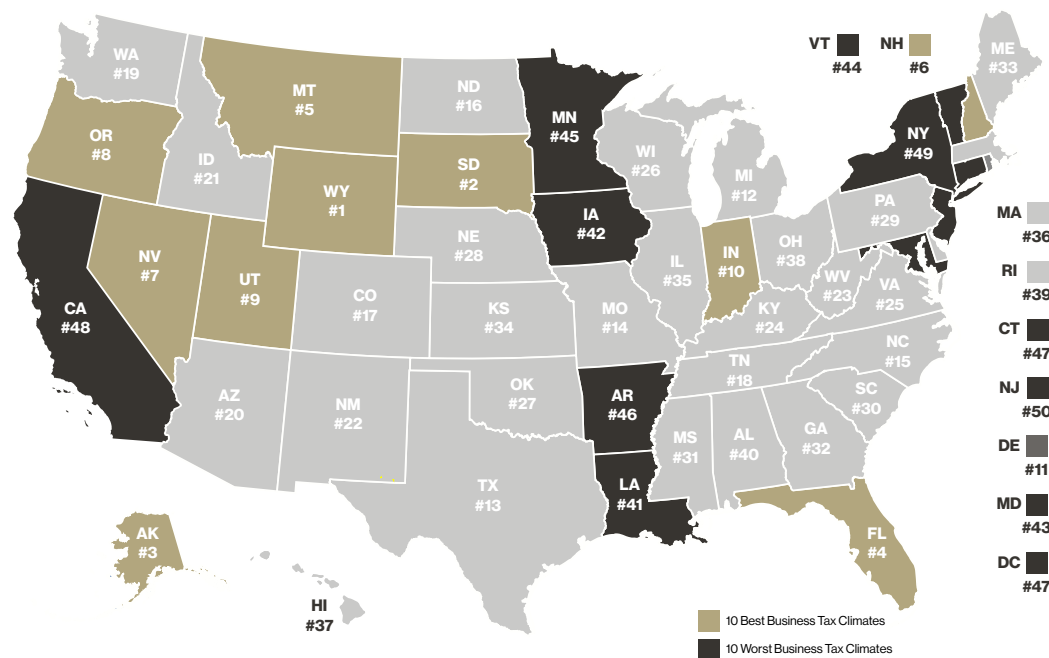 VT
#44
NH
#6
ME
#33
WA
#19
MT
#5
ND
#16
MN
#45
OR
#8
ID
#21
SD
#2
WI
#26
MI
#12
NY
#49
WY
#1
IA
#42
PA
#29
MA
#36
NE
#28
NV
#7
UT
#9
CO
#17
IL
#35
IN
#10
OH
#38
WV
#23
VA
#25
RI
#39
CA
#48
KS
#34
MO
#14
KY
#24
CT
#47
NC
#15
TN
#18
AZ
#20
NM
#22
OK
#27
AR
#46
SC
#30
NJ
#50
MS
#31
AL
#40
GA
#32
DE
#11
TX
#13
LA
#41
MD
#43
AK
#3
FL
#4
DC
#47
HI
#37
10 Best Business Tax Climates
10 Worst Business Tax Climates